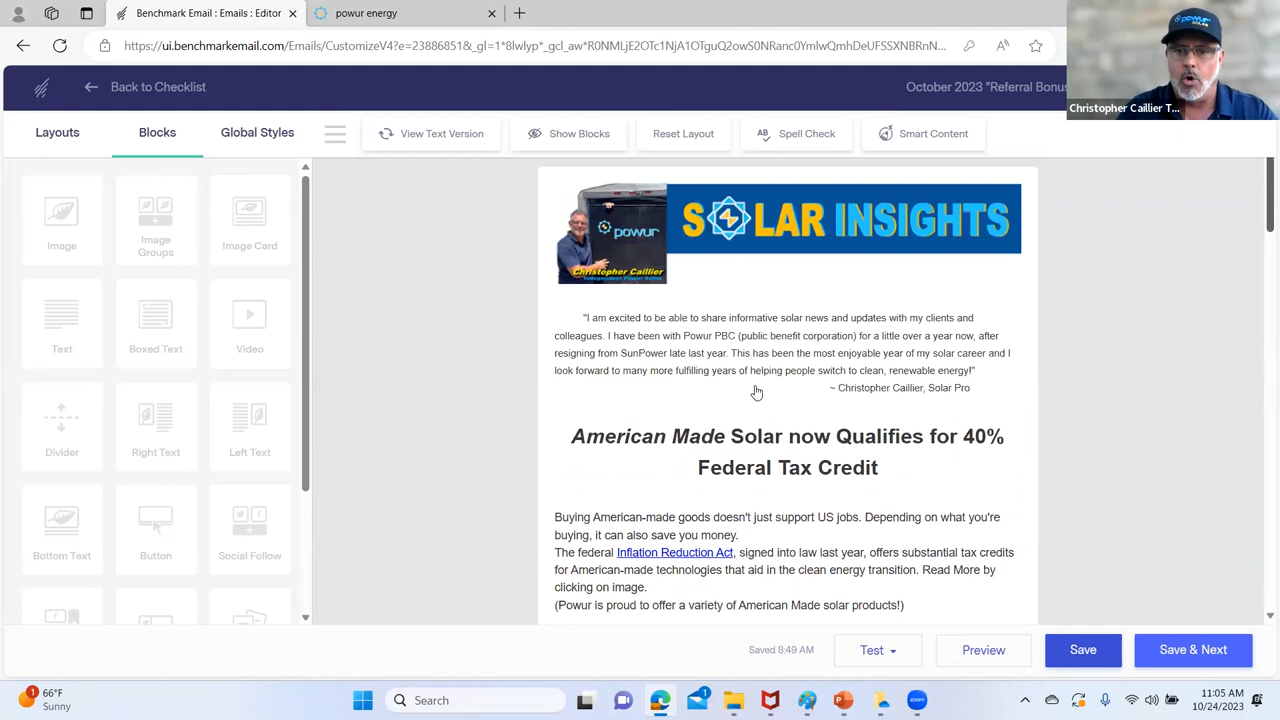 Benchmark Email : Emails : Editor
powur energy
https://ui.benchmarkemail.com/Emails/CustomizeV4?e=23886851&_gl=1*8lwlyp*_gcl_aw*R0NMLjE2OTc1NjA1OTguQ2owS0NRanc0YmlwQmhDeUFSSXNBRnN...
Back to Checklist
October 2023 "Referral Bonus
POWUR
SOLAR
Christopher Caillier T...
Layouts
Blocks
Global Styles
View Text Version
Show Blocks
Reset Layout
Spell Check
Smart Content
Image
Image Groups
Image Card
Text
Boxed Text
Video
Divider
Right Text
Left Text
Bottom Text
Button
Social Follow
powur
Christopher Caillier
SOLAR INSIGHTS
"I am excited to be able to share informative solar news and updates with my clients and
colleagues. I have been with Powur PBC (public benefit corporation) for a little over a year now, after
resigning from SunPower late last year. This has been the most enjoyable year of my solar career and I
look forward to many more fulfilling years of helping people switch to clean, renewable energy!"
~ Christopher Caillier, Solar Pro
American Made Solar now Qualifies for 40%
Federal Tax Credit
Buying American-made goods doesn't just support US jobs. Depending on what you're
buying, it can also save you money.
The federal Inflation Reduction Act, signed into law last year, offers substantial tax credits
for American-made technologies that aid in the clean energy transition. Read More by
clicking on image.
(Powur is proud to offer a variety of American Made solar products!)
Saved 8:49 AM
Test
Preview
Save
Save & Next
1
66°F
Sunny
Search
1
zoom
11:05 AM
10/24/2023